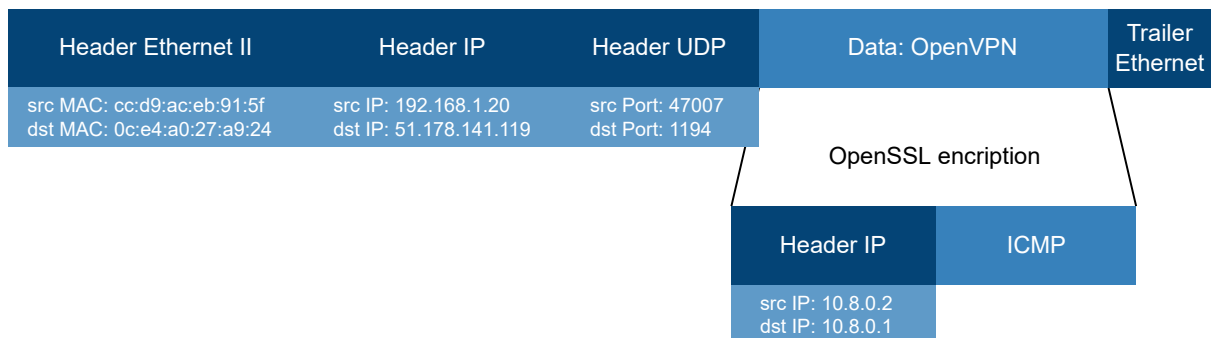 Header Ethernet II
Header IP
Header UDP
Data: OpenVPN
Trailer
Ethernet
src MAC: cc:d9:ac:eb:91:5f
dst MAC: 0c:e4:a0:27:a9:24
src IP: 192.168.1.20
dst IP: 51.178.141.119
src Port: 47007
dst Port: 1194
OpenSSL encription
Header IP
ICMP
src IP: 10.8.0.2
dst IP: 10.8.0.1